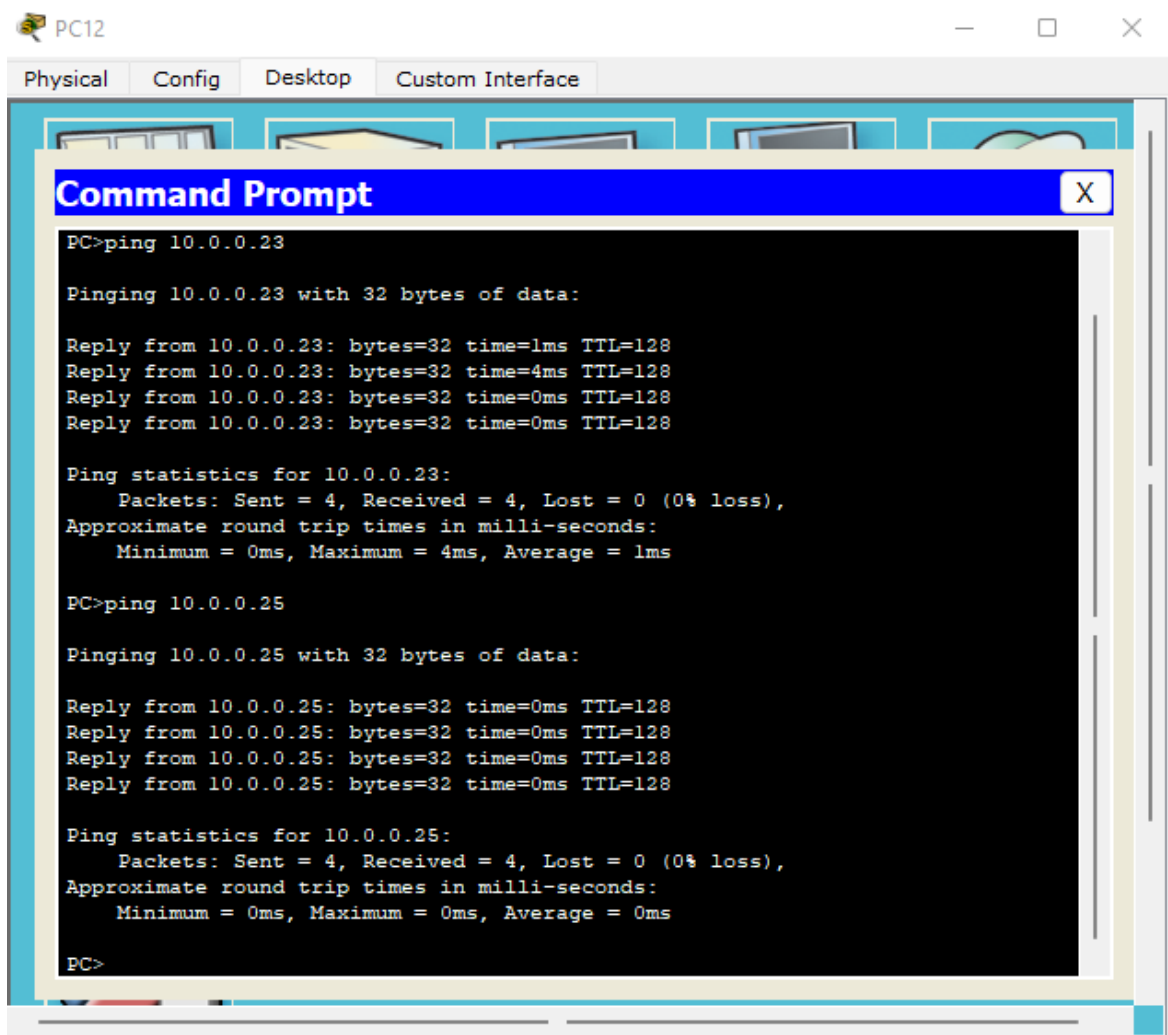 PC12
Physical Config Desktop Custom Interface
Command Prompt
X
PC>ping 10.0.0.23
Pinging 10.0.0.23 with 32 bytes of data:
Reply from 10.0.0.23: bytes=32 time=1ms TTL=128
Reply from 10.0.0.23: bytes=32 time=4ms TTL=128
Reply from 10.0.0.23: bytes=32 time=0ms TTL=128
Reply from 10.0.0.23: bytes=32 time=0ms TTL=128
Ping statistics for 10.0.0.23:
Packets: Sent = 4, Received = 4, Lost = 0 (0% loss),
Approximate round trip times in milli-seconds:
Minimum = 0ms, Maximum = 4ms, Average = 1ms
PC>ping 10.0.0.25
Pinging 10.0.0.25 with 32 bytes of data:
Reply from 10.0.0.25: bytes=32 time=0ms TTL=128
Reply from 10.0.0.25: bytes=32 time=0ms TTL=128
Reply from 10.0.0.25: bytes=32 time=0ms TTL=128
Reply from 10.0.0.25: bytes=32 time=0ms TTL=128
Ping statistics for 10.0.0.25:
Packets: Sent = 4, Received = 4, Lost = 0 (0% loss),
Approximate round trip times in milli-seconds:
Minimum = 0ms, Maximum = 0ms, Average = 0ms
PC>